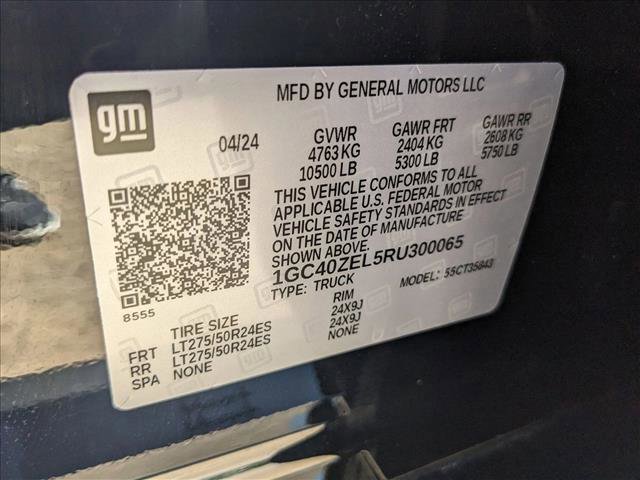 MFD BY GENERAL MOTORS LLC
gm
04/24 GVWR GAWR FRT GAWR RR
4763 KG 2404 KG 2608 KG
10500 LB 5300 LB 5750 LB
THIS VEHICLE CONFORMS TO ALL
APPLICABLE U.S. FEDERAL MOTOR
VEHICLE SAFETY STANDARDS IN EFFECT
ON THE DATE OF MANUFACTURE
SHOWN ABOVE.
1GC40ZEL5RU300065
TYPE: TRUCK MODEL: 55CT35843
8555
TIRE SIZE RIM
FRT LT275/50R24ES 24X9J
RR LT275/50R24ES 24X9J
SPA NONE NONE